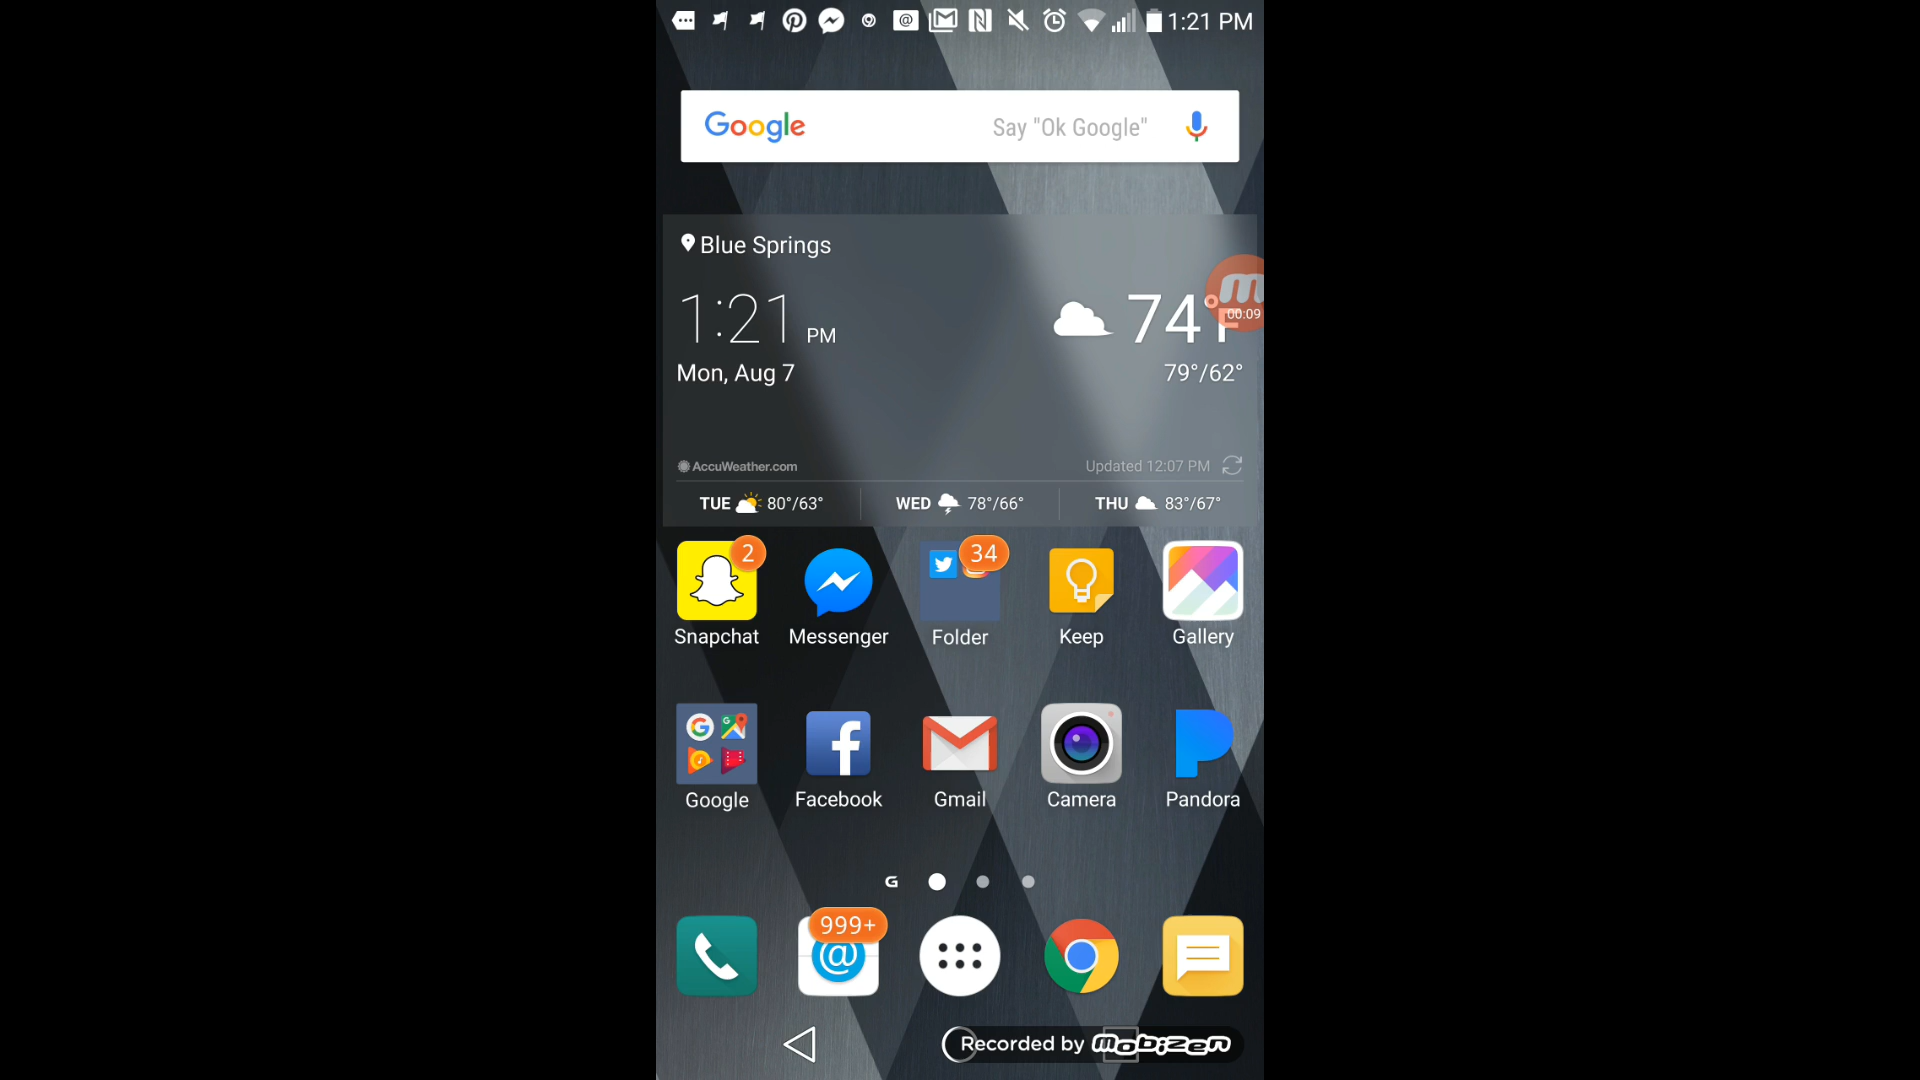 1:21 PM
Google Say "Ok Google"
Blue Springs
1:21 PM 74°F
00:09
Mon, Aug 7 79°/62°
AccuWeather.com Updated 12:07 PM
TUE 80°/63° WED 78°/66° THU 83°/67°
2 34
Snapchat Messenger Folder Keep Gallery
Google Facebook Gmail Camera Pandora
G
999+
@
Recorded by mobizen